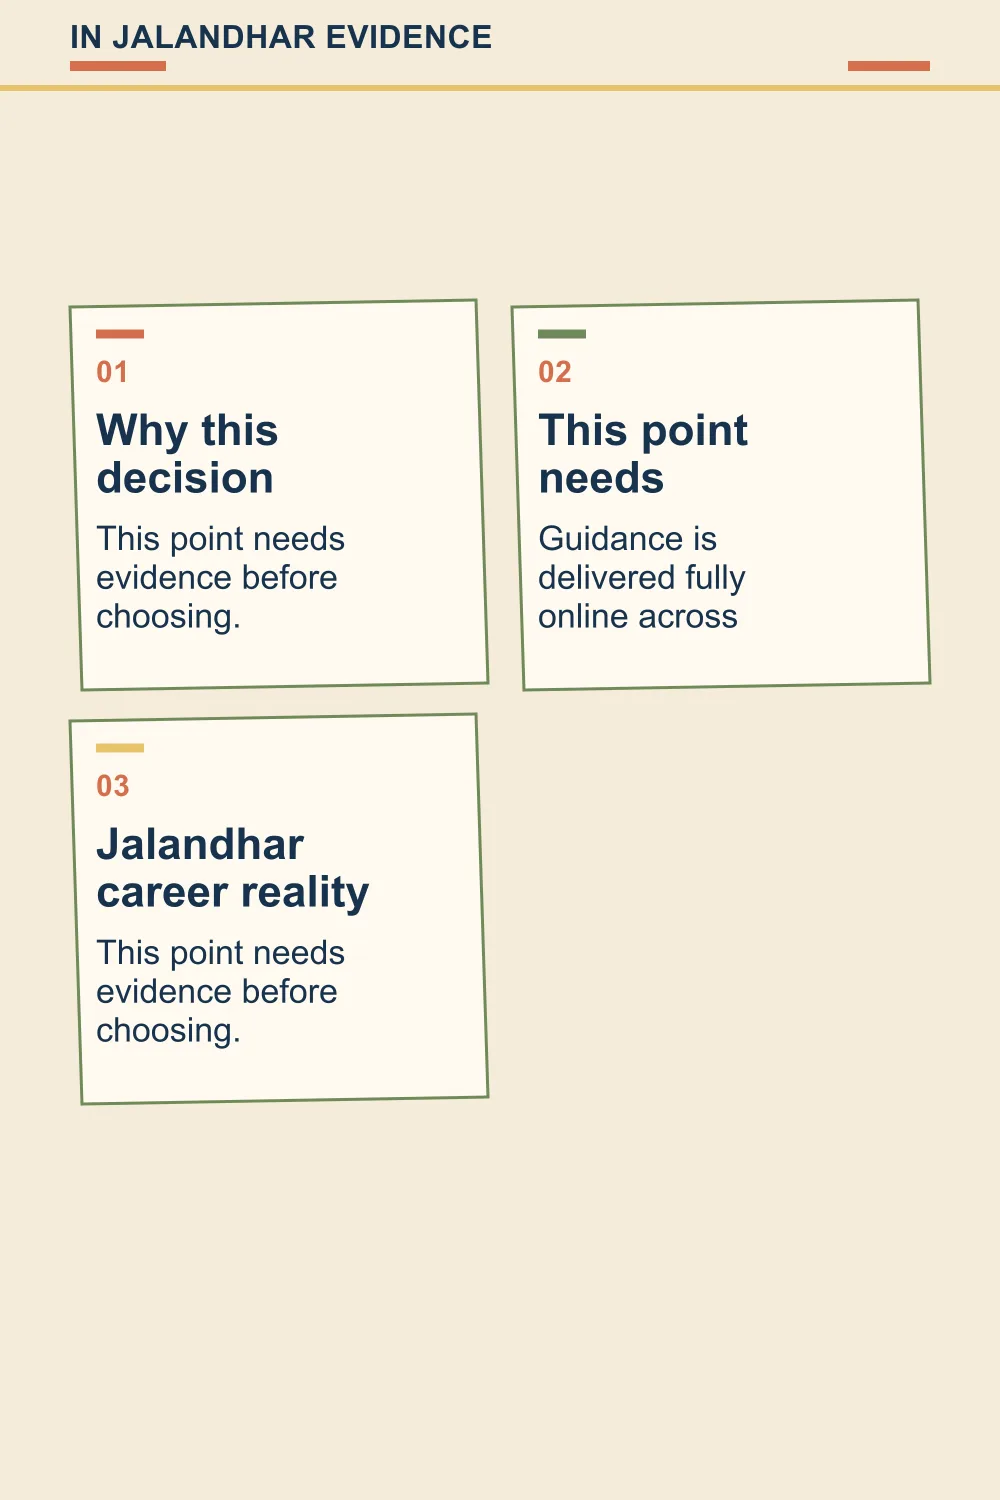 IN JALANDHAR EVIDENCE
01
Why this
decision
This point needs
evidence before
choosing.
02
This point
needs
Guidance is
delivered fully
online across
03
Jalandhar
career reality
This point needs
evidence before
choosing.